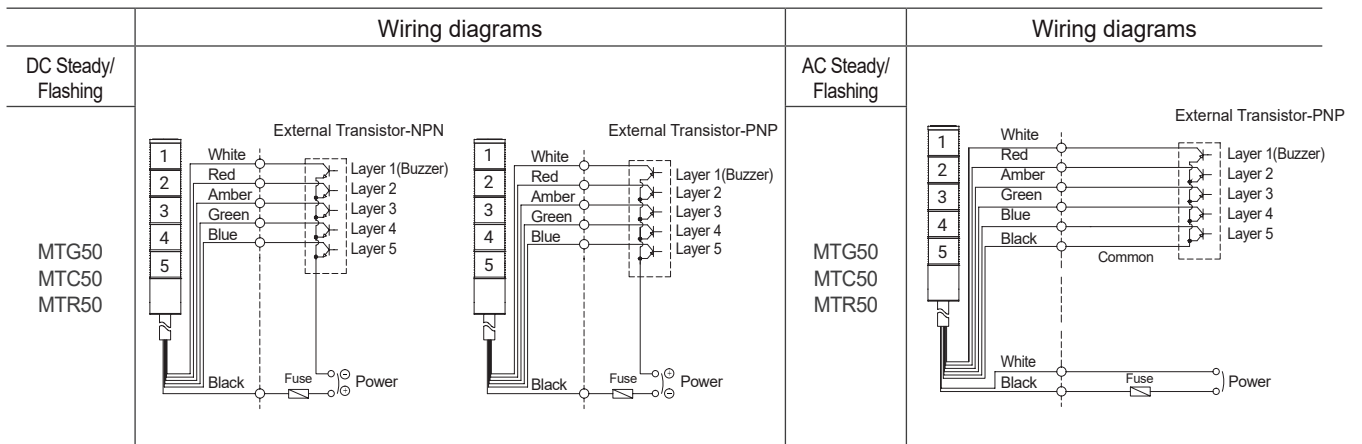 Wiring diagrams
Wiring diagrams
DC Steady/
Flashing
AC Steady/
Flashing
MTG50
MTC50
MTR50
External Transistor-NPN
1
2
3
4
5
White
Red
Amber
Green
Blue
Layer 1(Buzzer)
Layer 2
Layer 3
Layer 4
Layer 5
Black
Fuse
⊖
⊕
Power
External Transistor-PNP
1
2
3
4
5
White
Red
Amber
Green
Blue
Layer 1(Buzzer)
Layer 2
Layer 3
Layer 4
Layer 5
Black
Fuse
⊕
⊖
Power
MTG50
MTC50
MTR50
External Transistor-PNP
1
2
3
4
5
White
Red
Amber
Green
Blue
Black
Common
Layer 1(Buzzer)
Layer 2
Layer 3
Layer 4
Layer 5
White
Black
Fuse
Power